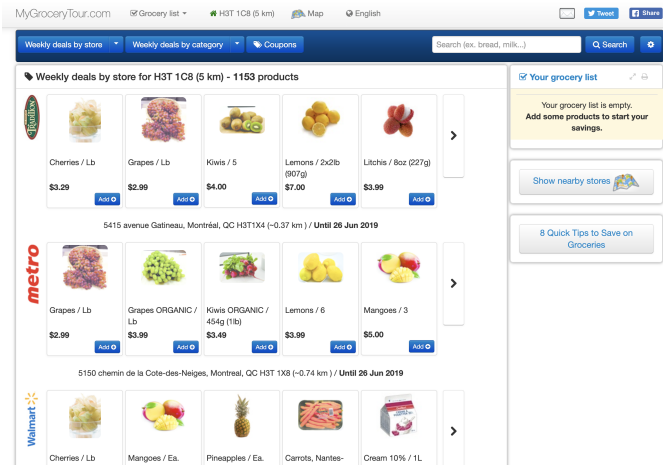 MyGroceryTour.com
Grocery list
H3T 1C8 (5 km)
Map
English
Tweet
Share
Weekly deals by store
Weekly deals by category
Coupons
Search (ex. bread, milk...)
Search
Weekly deals by store for H3T 1C8 (5 km) - 1153 products
TRADITION
Cherries / Lb
$3.29
Add
Grapes / Lb
$2.99
Add
Kiwis / 5
$4.00
Add
Lemons / 2x2lb
(907g)
$7.00
Add
Litchis / 8oz (227g)
$3.99
Add
5415 avenue Gatineau, Montréal, QC H3T1X4 (~0.37 km ) / Until 26 Jun 2019
metro
Grapes / Lb
$2.99
Add
Grapes ORGANIC /
Lb
$3.99
Add
Kiwis ORGANIC /
454g (1lb)
$3.49
Add
Lemons / 6
$3.99
Add
Mangoes / 3
$5.00
Add
5150 chemin de la Cote-des-Neiges, Montreal, QC H3T 1X8 (~0.74 km ) / Until 26 Jun 2019
Walmart
Cherries / Lb
Mangoes / Ea.
Pineapples / Ea.
Carrots, Nantes-
Cream 10% / 1L
Your grocery list
Your grocery list is empty.
Add some products to start your
savings.
Show nearby stores
8 Quick Tips to Save on
Groceries